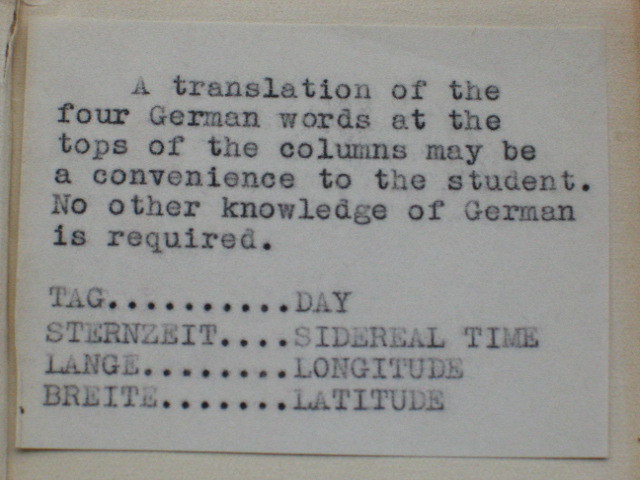 A translation of the
four German words at the
tops of the columns may be
a convenience to the student.
No other knowledge of German
is required.
TAG...........DAY
STERNZEIT....SIDEREAL TIME
LANGE........LONGITUDE
BREITE.......LATITUDE